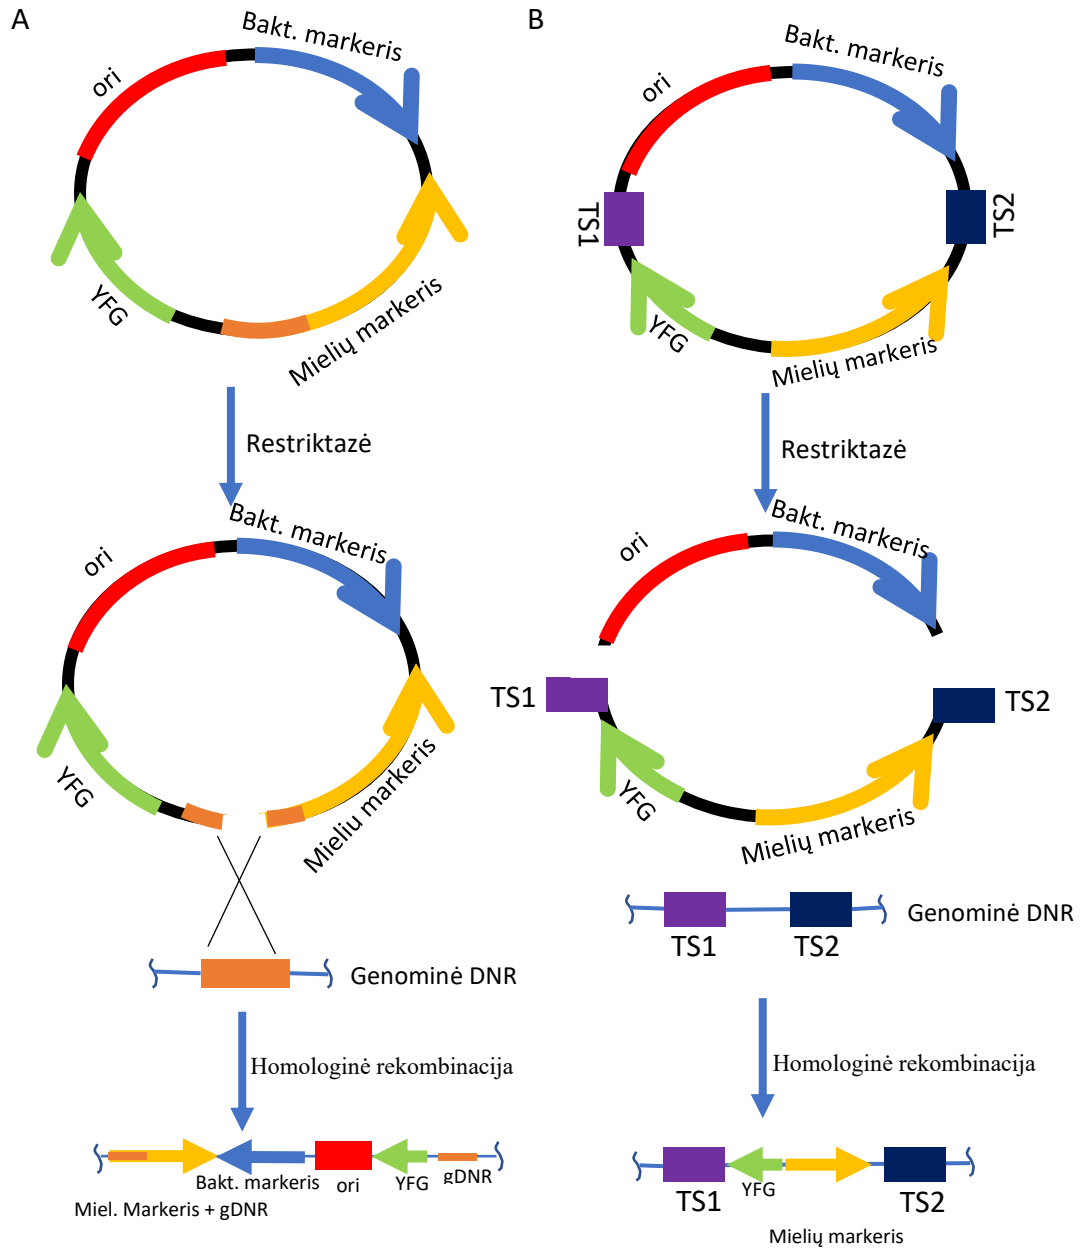 A
Bakt. markeris
ori
YFG
Mielių markeris
Restriktazė
Bakt. markeris
ori
YFG
Mieliu markeris
Genominė DNR
Homologinė rekombinacija
Bakt. markeris
ori
YFG
gDNR
Miel. Markeris + gDNR
B
Bakt. markeris
ori
TS1
TS2
YFG
Mielių markeris
Restriktazė
Bakt. markeris
ori
TS1
TS2
YFG
Mielių markeris
Genominė DNR
TS1
TS2
Homologinė rekombinacija
TS1
YFG
TS2
Mielių markeris